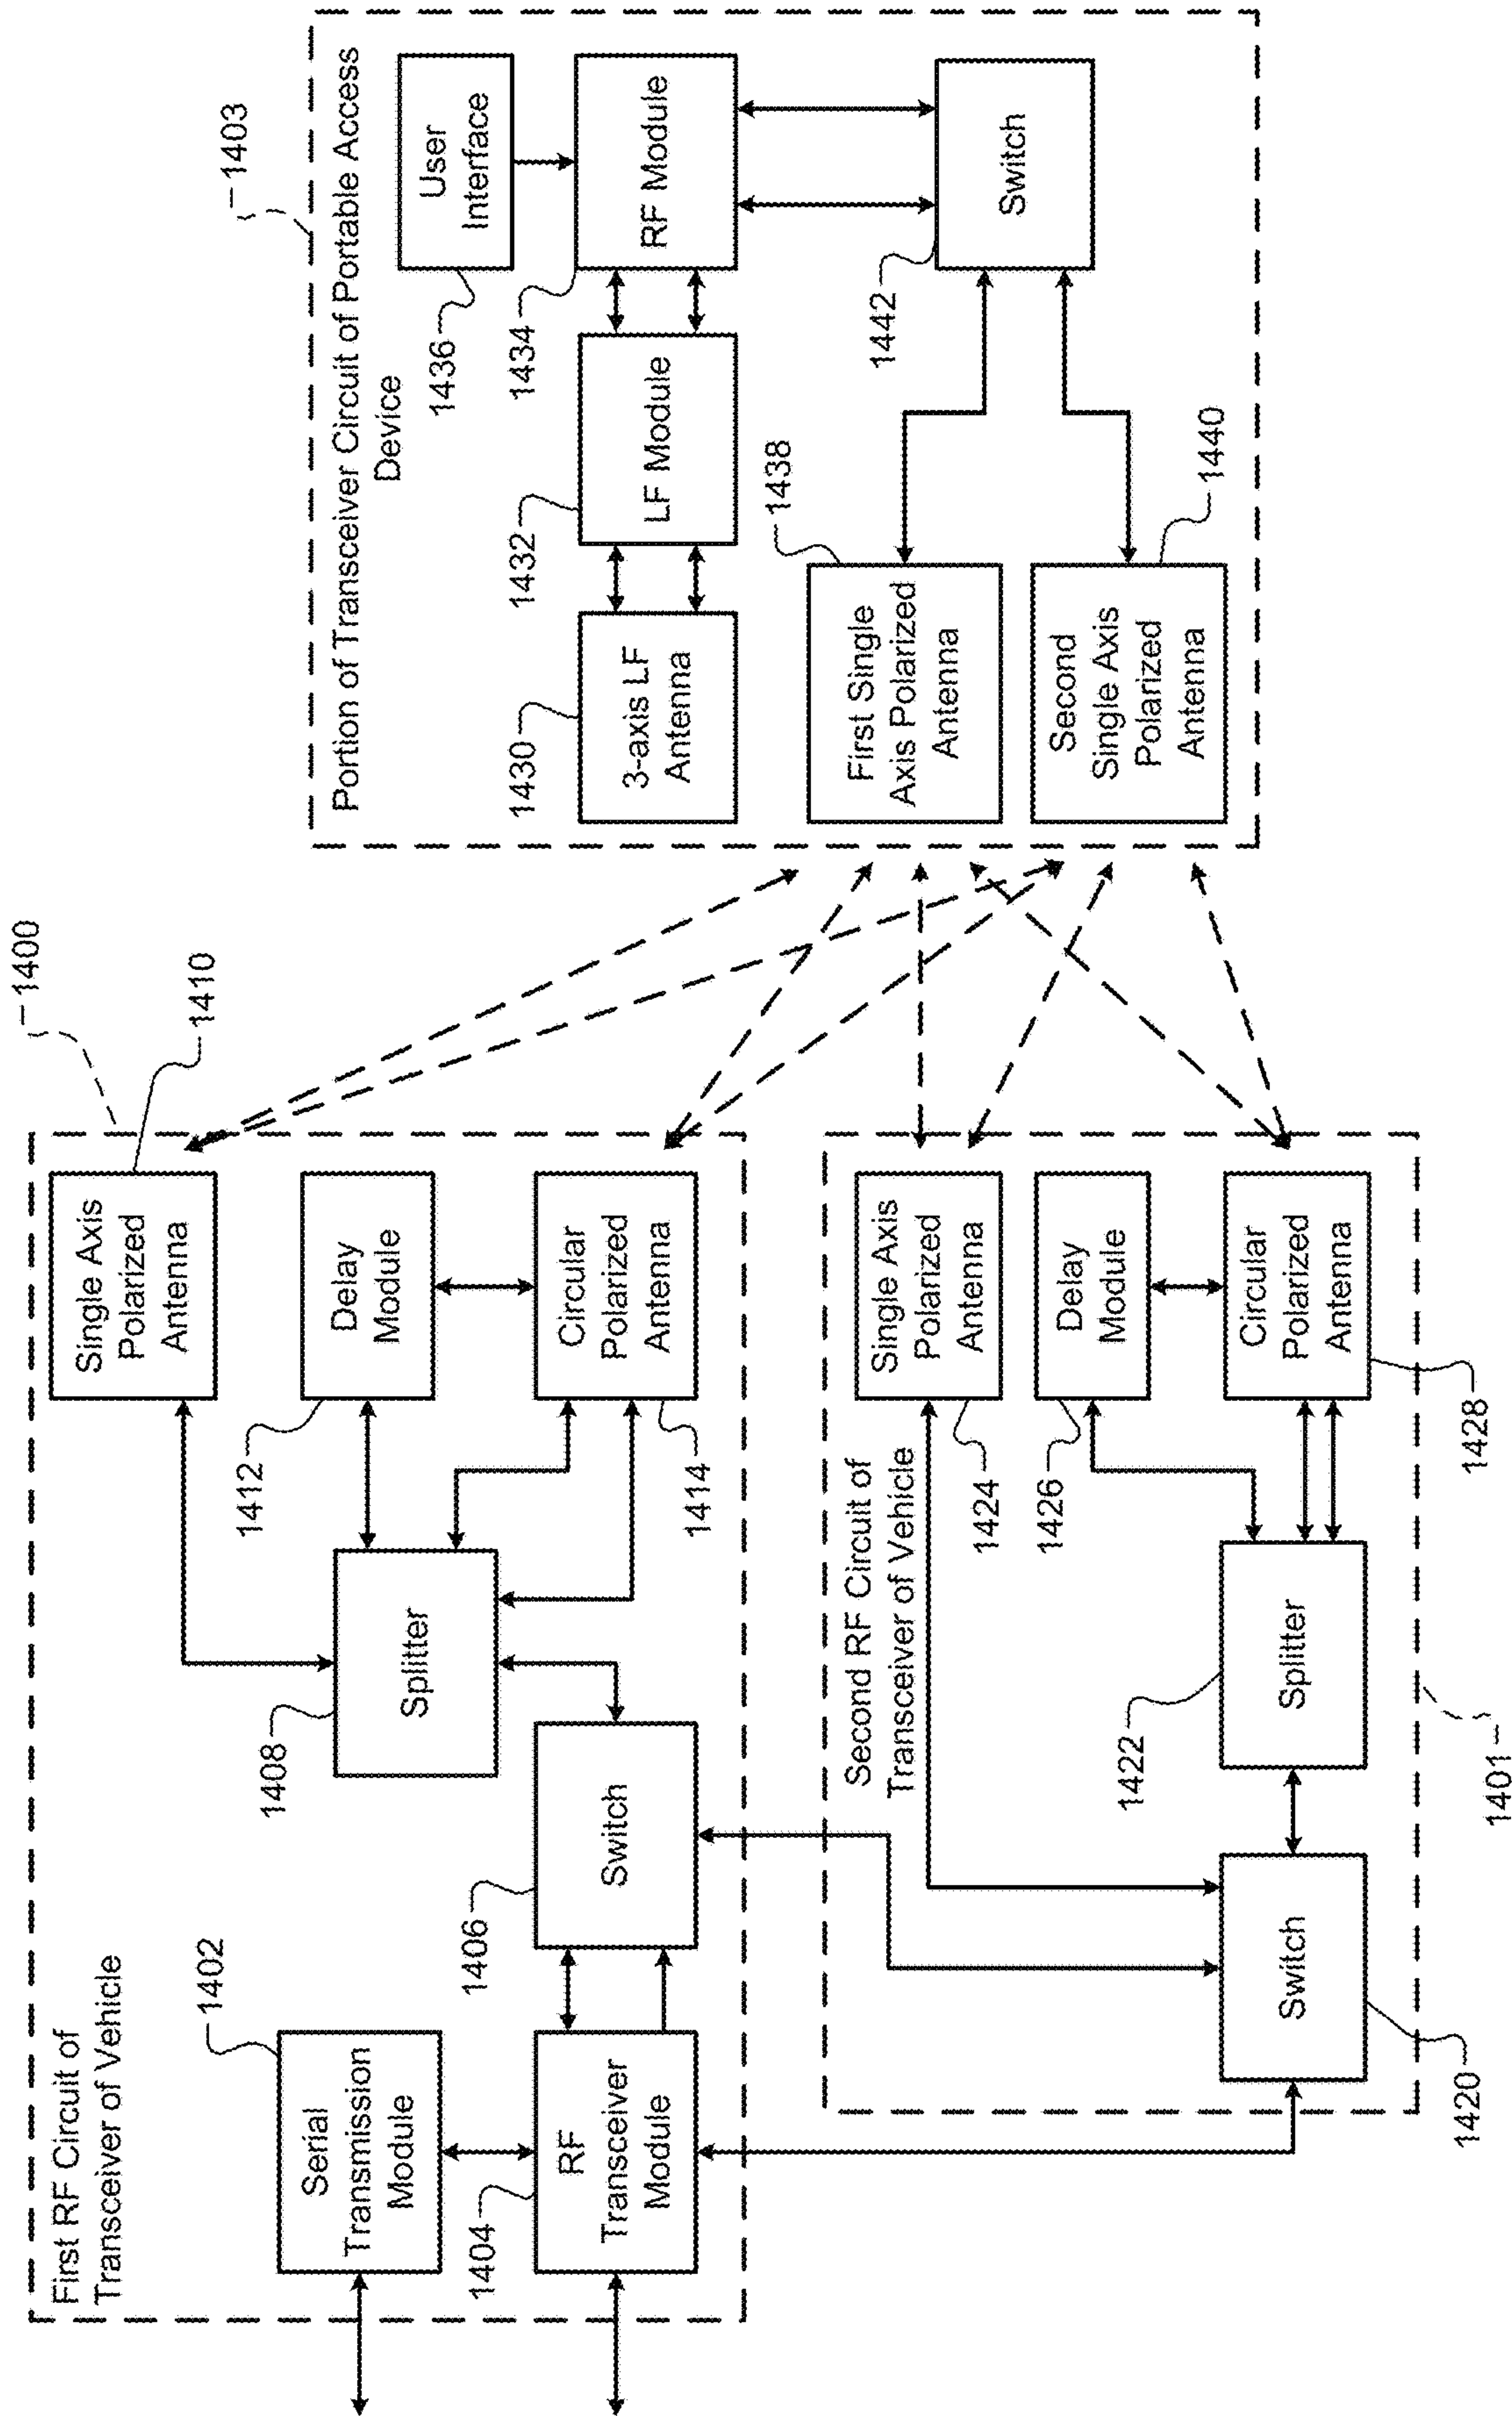 1400
First RF Circuit of
Transceiver of Vehicle
1402
Serial
Transmission
Module
1404
RF
Transceiver
Module
1406
Switch
1408
Splitter
1410
Single Axis
Polarized
Antenna
1412
Delay
Module
1414
Circular
Polarized
Antenna
Second RF Circuit of
Transceiver of Vehicle
1401
1420
Switch
1422
Splitter
1424
Single Axis
Polarized
Antenna
1426
Delay
Module
1428
Circular
Polarized
Antenna
1403
Portion of Transceiver Circuit of Portable Access
Device
1430
3-axis LF
Antenna
1432
LF Module
1434
RF Module
1436
User
Interface
1438
First Single
Axis Polarized
Antenna
1440
Second
Single Axis
Polarized
Antenna
1442
Switch